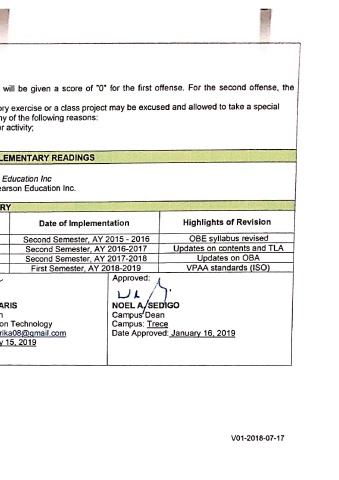 will be given a score of "0" for the first offense. For the second offense, the
ory exercise or a class project may be excused and allowed to take a special
ny of the following reasons:
r activity;
LEMENTARY READINGS
Education Inc
earson Education Inc.
RY
Date of Implementation Highlights of Revision
Second Semester, AY 2015 - 2016 OBE syllabus revised
Second Semester, AY 2016-2017 Updates on contents and TLA
Second Semester, AY 2017-2018 Updates on OBA
First Semester, AY 2018-2019 VPAA standards (ISO)
Approved:
ARIS NOEL A. SEDIGO
n Campus Dean
on Technology Campus: Trece
rika08@gmail.com Date Approved: January 16, 2019
y 15, 2019
V01-2018-07-17